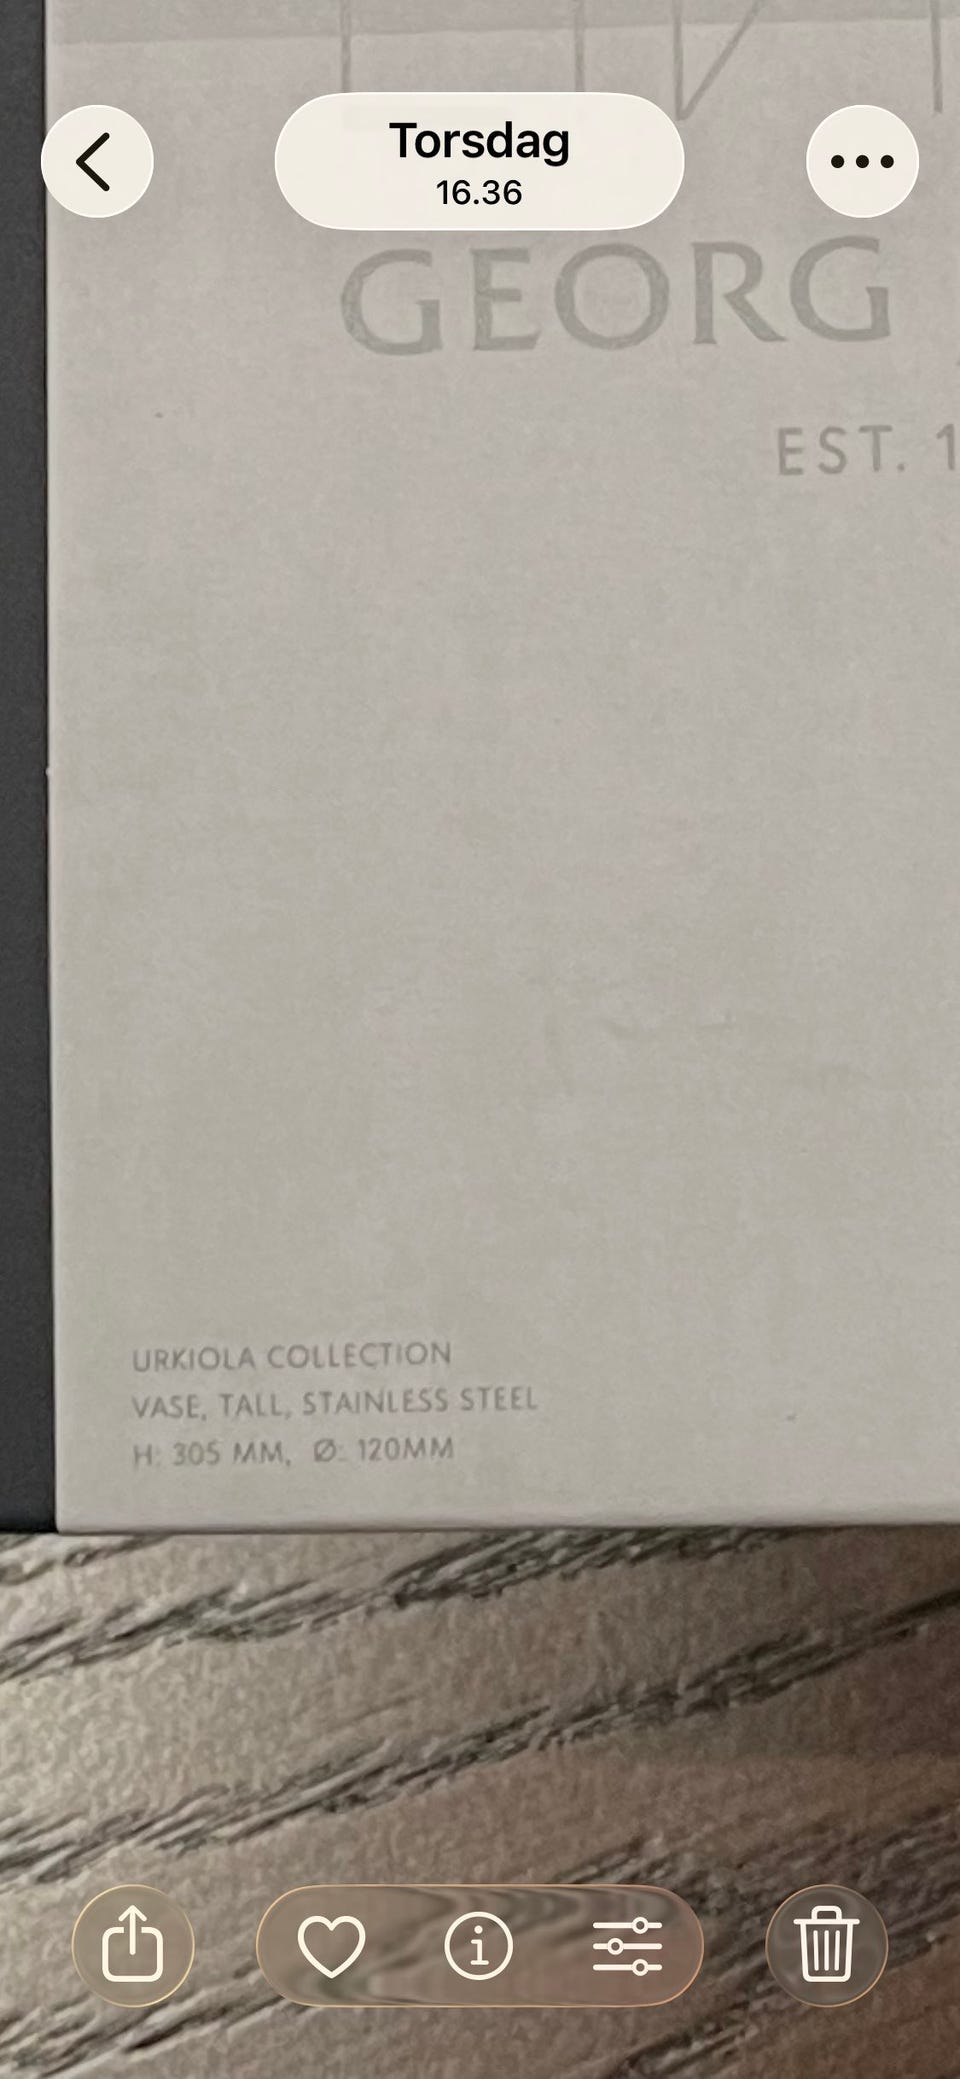 Torsdag
16.36
GEORG
EST. 1
URKIOLA COLLECTION
VASE, TALL, STAINLESS STEEL
H: 305 MM, Ø: 120MM